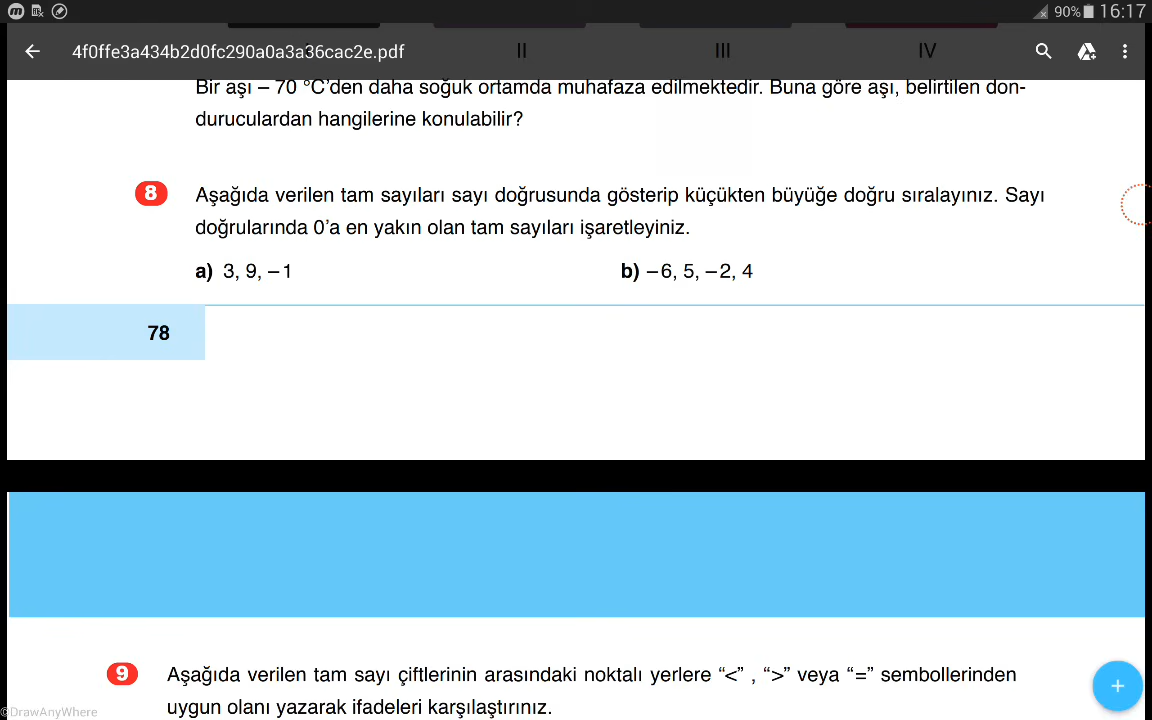 90% 16:17
4f0ffe3a434b2d0fc290a0a3a36cac2e.pdf II III IV
Bir aşı – 70 °C’den daha soğuk ortamda muhafaza edilmektedir. Buna göre aşı, belirtilen don-
duruculardan hangilerine konulabilir?
8 Aşağıda verilen tam sayıları sayı doğrusunda gösterip küçükten büyüğe doğru sıralayınız. Sayı
doğrularında 0’a en yakın olan tam sayıları işaretleyiniz.
a) 3, 9, –1 b) –6, 5, –2, 4
78
9 Aşağıda verilen tam sayı çiftlerinin arasındaki noktalı yerlere “<” , “>” veya “=” sembollerinden
uygun olanı yazarak ifadeleri karşılaştırınız.
©DrawAnyWhere